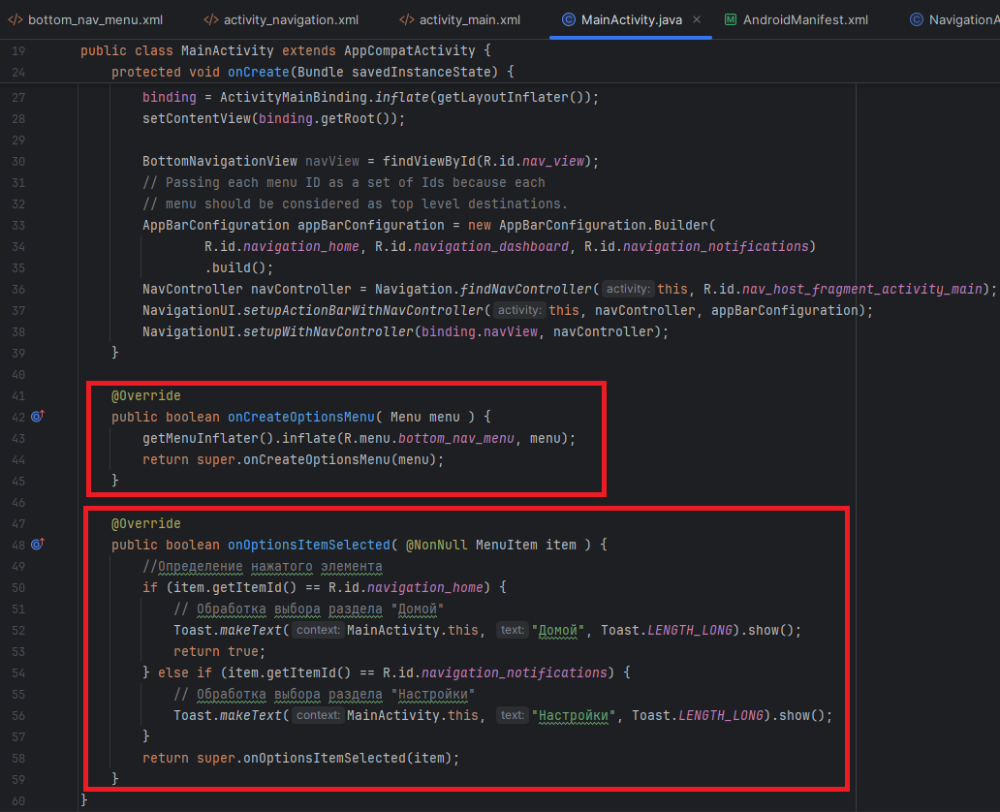 bottom_nav_menu.xml activity_navigation.xml activity_main.xml MainActivity.java AndroidManifest.xml NavigationA
19 public class MainActivity extends AppCompatActivity {
24 protected void onCreate(Bundle savedInstanceState) {
27 binding = ActivityMainBinding.inflate(getLayoutInflater());
28 setContentView(binding.getRoot());
29
30 BottomNavigationView navView = findViewById(R.id.nav_view);
31 // Passing each menu ID as a set of Ids because each
32 // menu should be considered as top level destinations.
33 AppBarConfiguration appBarConfiguration = new AppBarConfiguration.Builder(
34 R.id.navigation_home, R.id.navigation_dashboard, R.id.navigation_notifications)
35 .build();
36 NavController navController = Navigation.findNavController( activity: this, R.id.nav_host_fragment_activity_main);
37 NavigationUI.setupActionBarWithNavController( activity: this, navController, appBarConfiguration);
38 NavigationUI.setupWithNavController(binding.navView, navController);
39 }
40
41 @Override
42 public boolean onCreateOptionsMenu( Menu menu ) {
43 getMenuInflater().inflate(R.menu.bottom_nav_menu, menu);
44 return super.onCreateOptionsMenu(menu);
45 }
46
47 @Override
48 public boolean onOptionsItemSelected( @NonNull MenuItem item ) {
49 //Определение нажатого элемента
50 if (item.getItemId() == R.id.navigation_home) {
51 // Обработка выбора раздела "Домой"
52 Toast.makeText( context: MainActivity.this, text: "Домой", Toast.LENGTH_LONG).show();
53 return true;
54 } else if (item.getItemId() == R.id.navigation_notifications) {
55 // Обработка выбора раздела "Настройки"
56 Toast.makeText( context: MainActivity.this, text: "Настройки", Toast.LENGTH_LONG).show();
57 }
58 return super.onOptionsItemSelected(item);
59 }
60 }